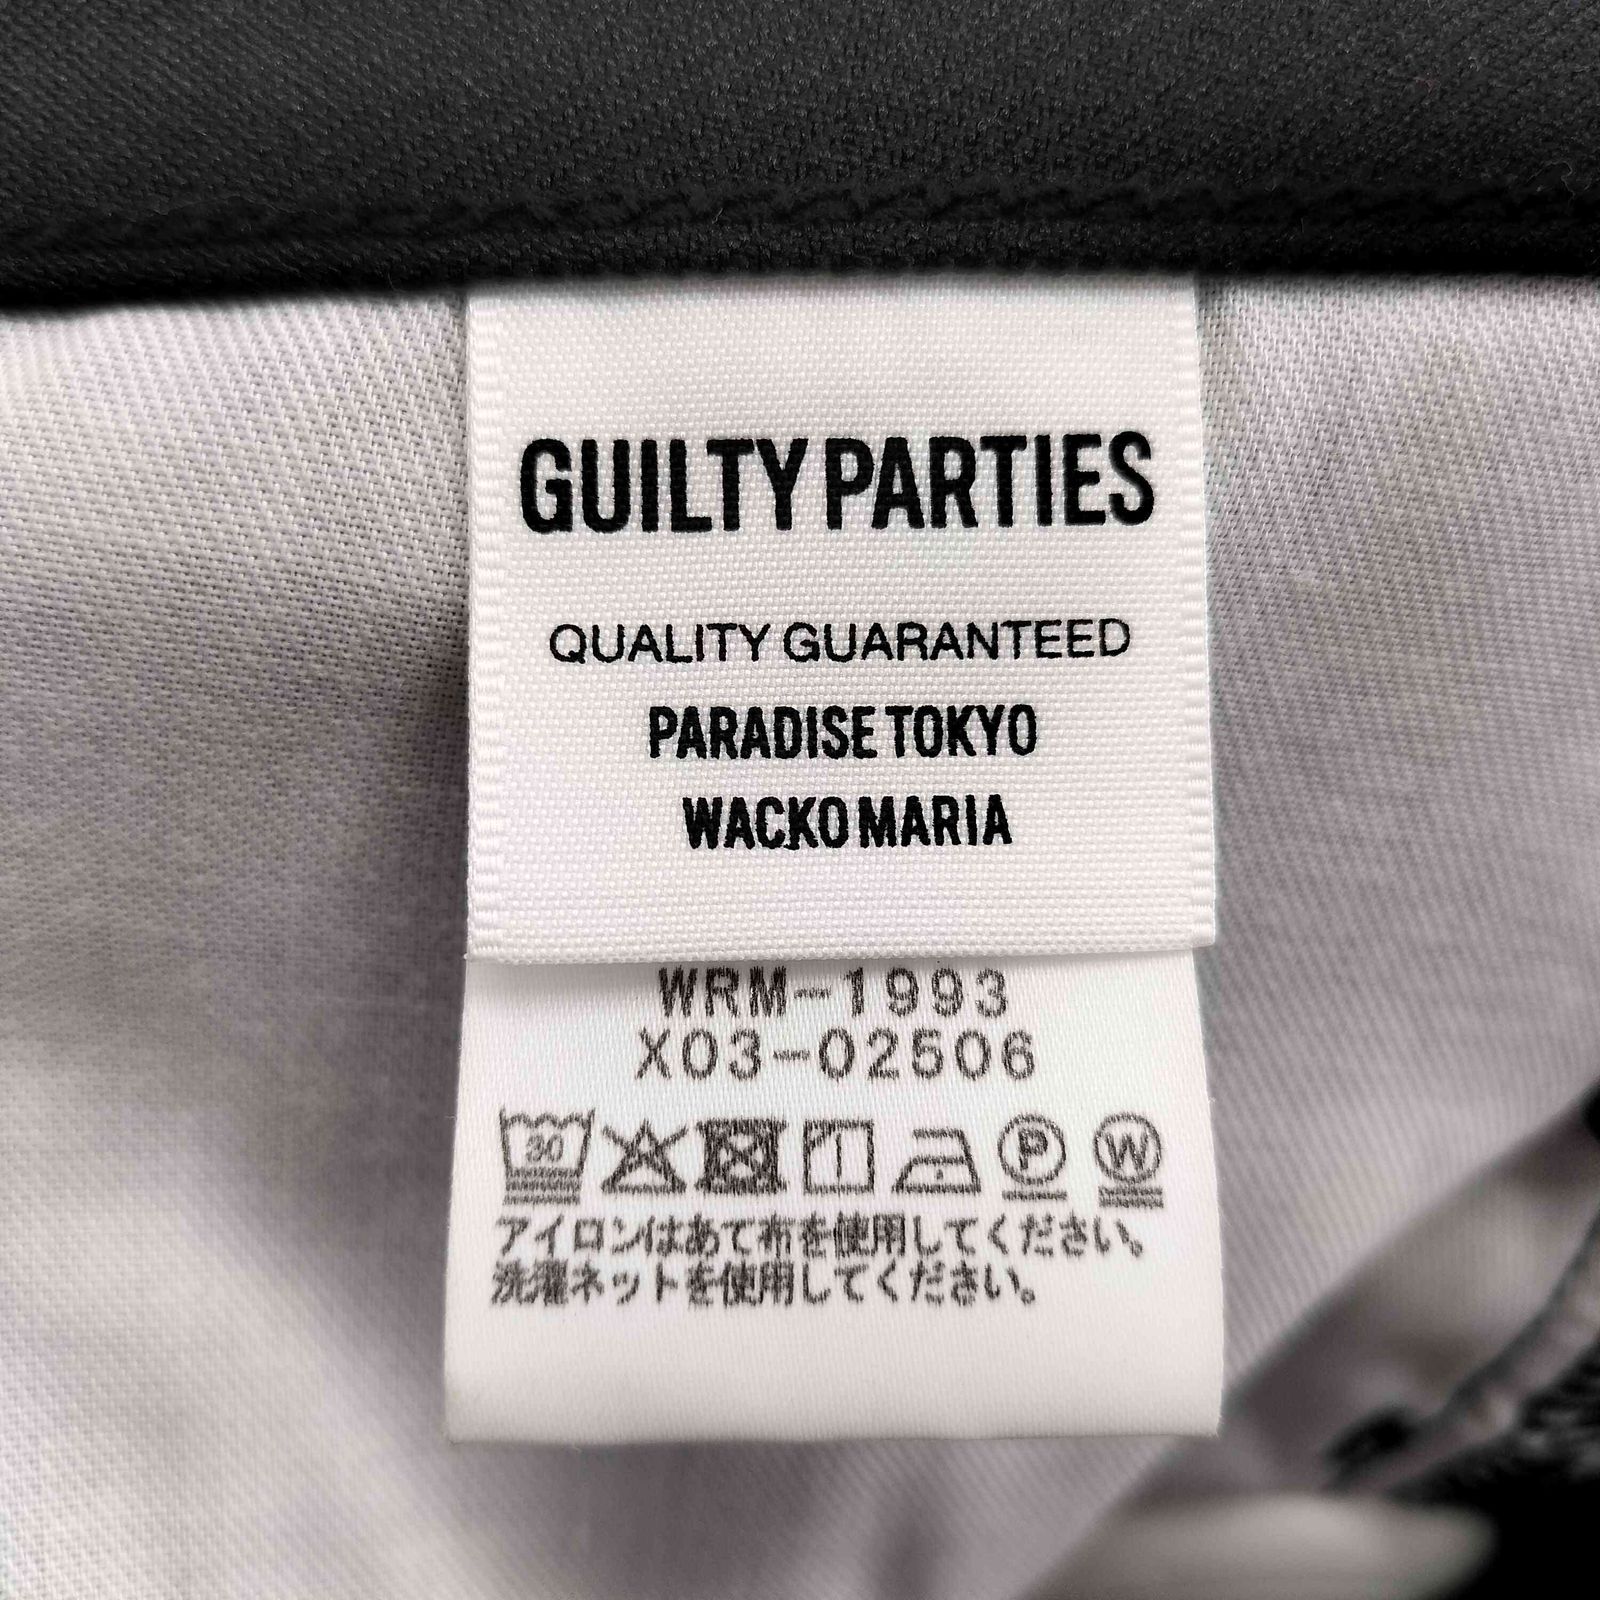 GUILTY PARTIES
QUALITY GUARANTEED
PARADISE TOKYO
WACKO MARIA
WRM-1993
X03-02506
30 P W
アイロンはあて布を使用してください。
洗濯ネットを使用してください。